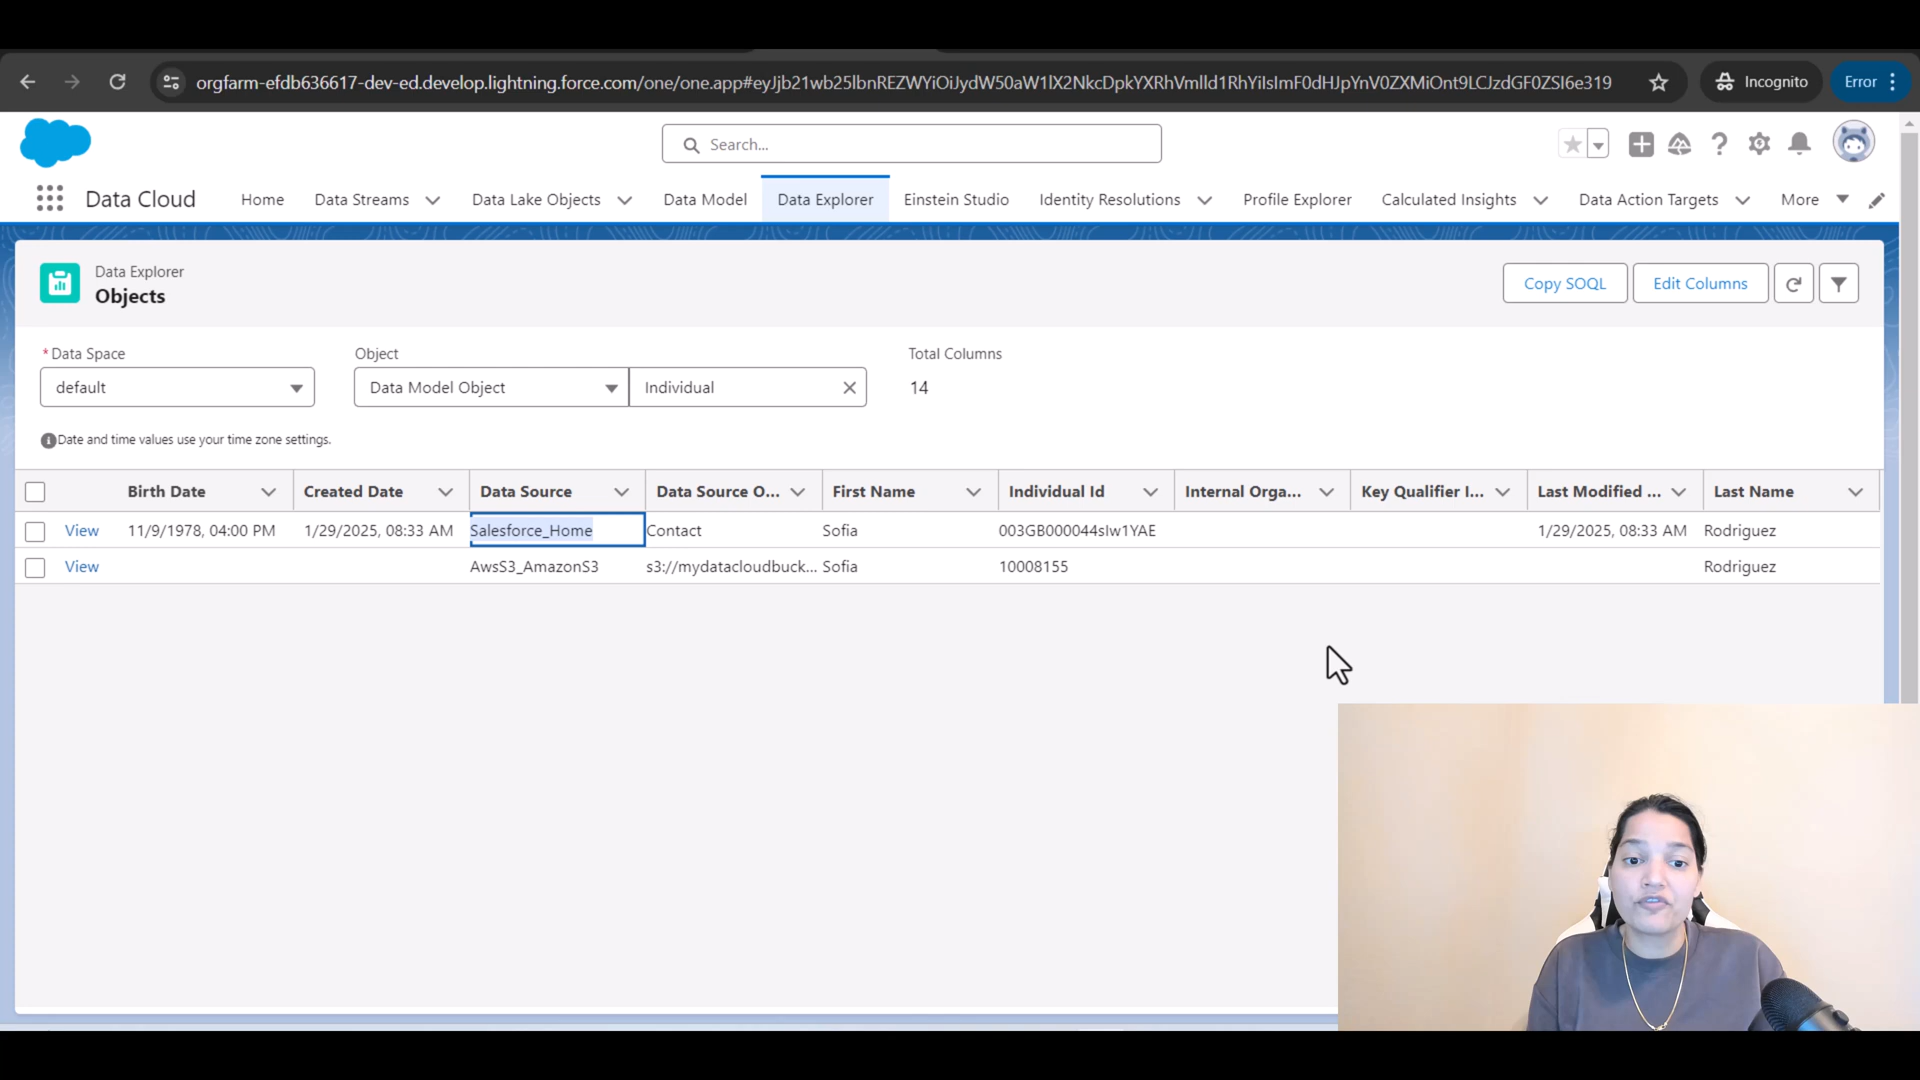 orgfarm-efdb636617-dev-ed.develop.lightning.force.com/one/one.app#eyJjb21wb25lbnREZWYiOiJydW50aW1lX2NkcDpkYXRhVmlld1RhYiIsImF0dHJpYnV0ZXMiOnt9LCJzdGF0ZSI6e319 Incognito Error
Search...
Data Cloud Home Data Streams Data Lake Objects Data Model Data Explorer Einstein Studio Identity Resolutions Profile Explorer Calculated Insights Data Action Targets More
Data Explorer
Objects
Copy SOQL Edit Columns
* Data Space Object Total Columns
default Data Model Object Individual 14
Date and time values use your time zone settings.
Birth Date Created Date Data Source Data Source O... First Name Individual Id Internal Orga... Key Qualifier I... Last Modified ... Last Name
View 11/9/1978, 04:00 PM 1/29/2025, 08:33 AM Salesforce_Home Contact Sofia 003GB000044sIw1YAE 1/29/2025, 08:33 AM Rodriguez
View AwsS3_AmazonS3 s3://mydatacloudbuck... Sofia 10008155 Rodriguez